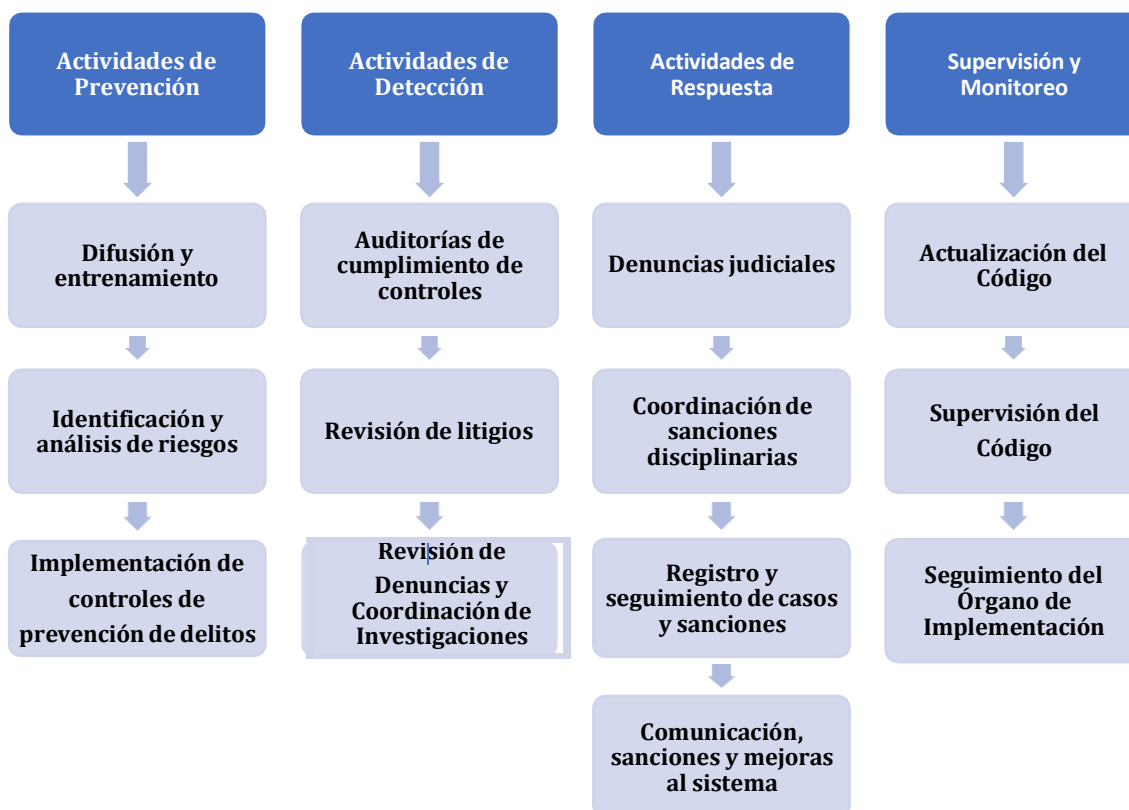 Actividades de
Prevención
Difusión y
entrenamiento
Identificación y
análisis de riesgos
Implementación de
controles de
prevención de delitos
Actividades de
Detección
Auditorías de
cumplimiento de
controles
Revisión de litigios
Revisión de
Denuncias y
Coordinación de
Investigaciones
Actividades de
Respuesta
Denuncias judiciales
Coordinación de
sanciones
disciplinarias
Registro y
seguimiento de casos
y sanciones
Comunicación,
sanciones y mejoras
al sistema
Supervisión y
Monitoreo
Actualización del
Código
Supervisión del
Código
Seguimiento del
Órgano de
Implementación